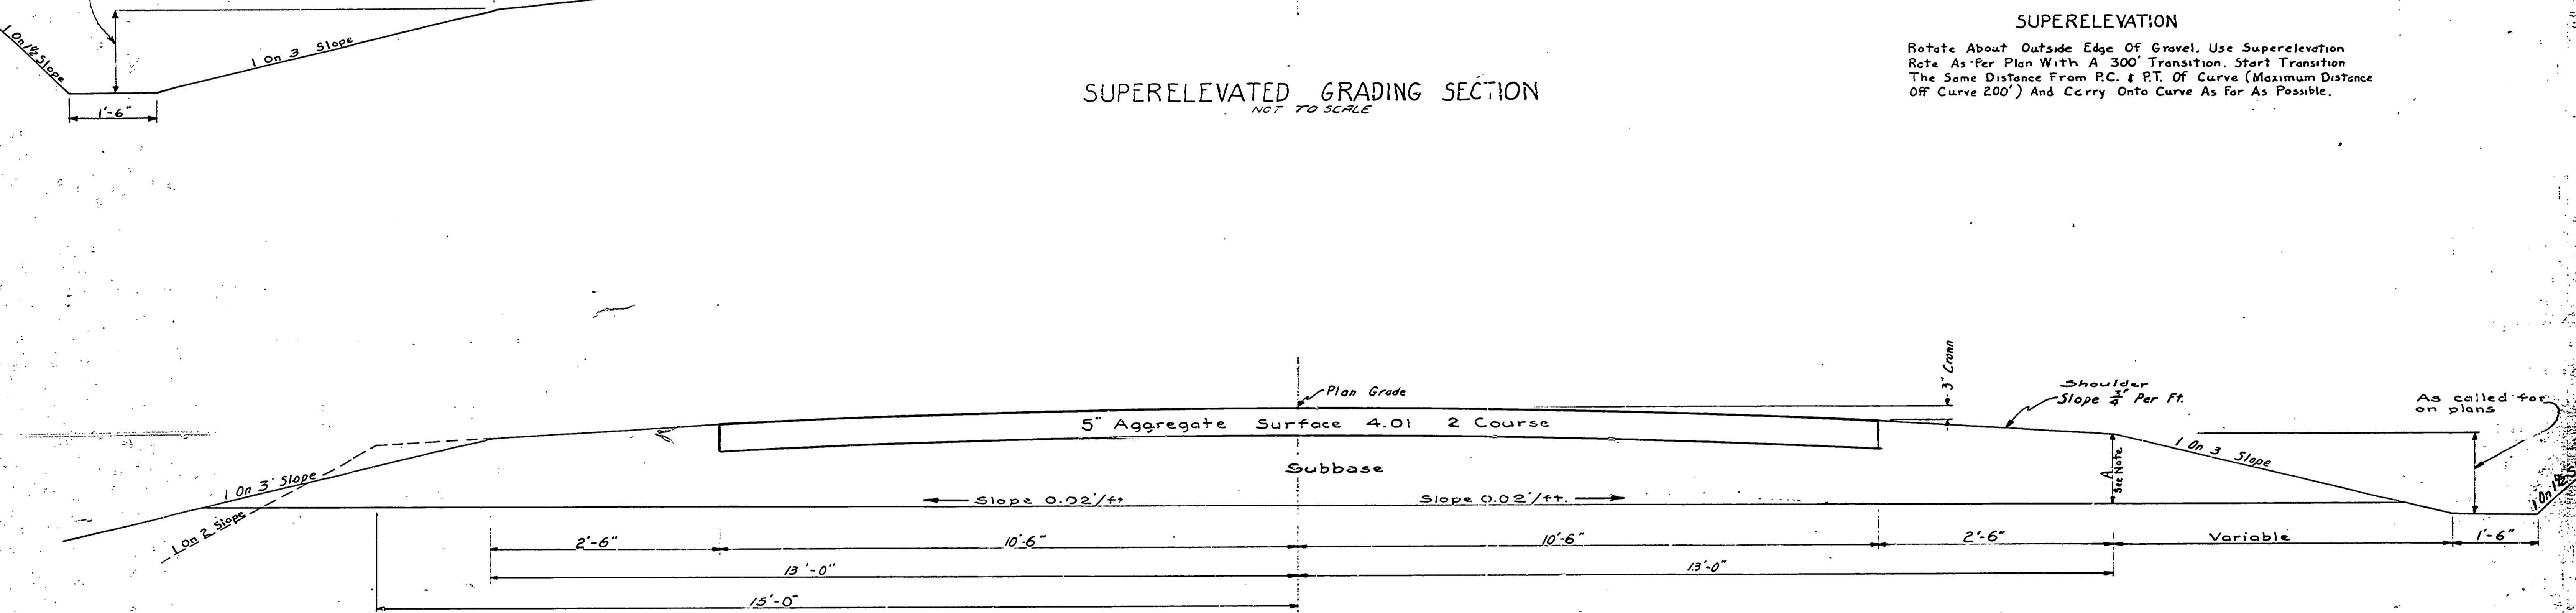 1 On 1½ Slope
1 On 3 Slope
1'-6"
SUPERELEVATED GRADING SECTION
NOT TO SCALE
SUPERELEVATION
Rotate About Outside Edge Of Gravel. Use Superelevation
Rate As Per Plan With A 300' Transition. Start Transition
The Same Distance From P.C. & P.T. Of Curve (Maximum Distance
Off Curve 200') And Carry Onto Curve As Far As Possible.
3" Crown
Plan Grade
Shoulder
Slope ¾" Per Ft.
As called for
on plans
5" Aggregate Surface 4.01 2 Course
Subbase
1 On 3 Slope
1 On 2 Slope
Slope 0.02'/ft
Slope 0.02'/ft.
A
See Note
1 On 3 Slope
1 On 1½
2'-6"
10'-6"
10'-6"
2'-6"
Variable
1'-6"
13'-0"
13'-0"
15'-0"